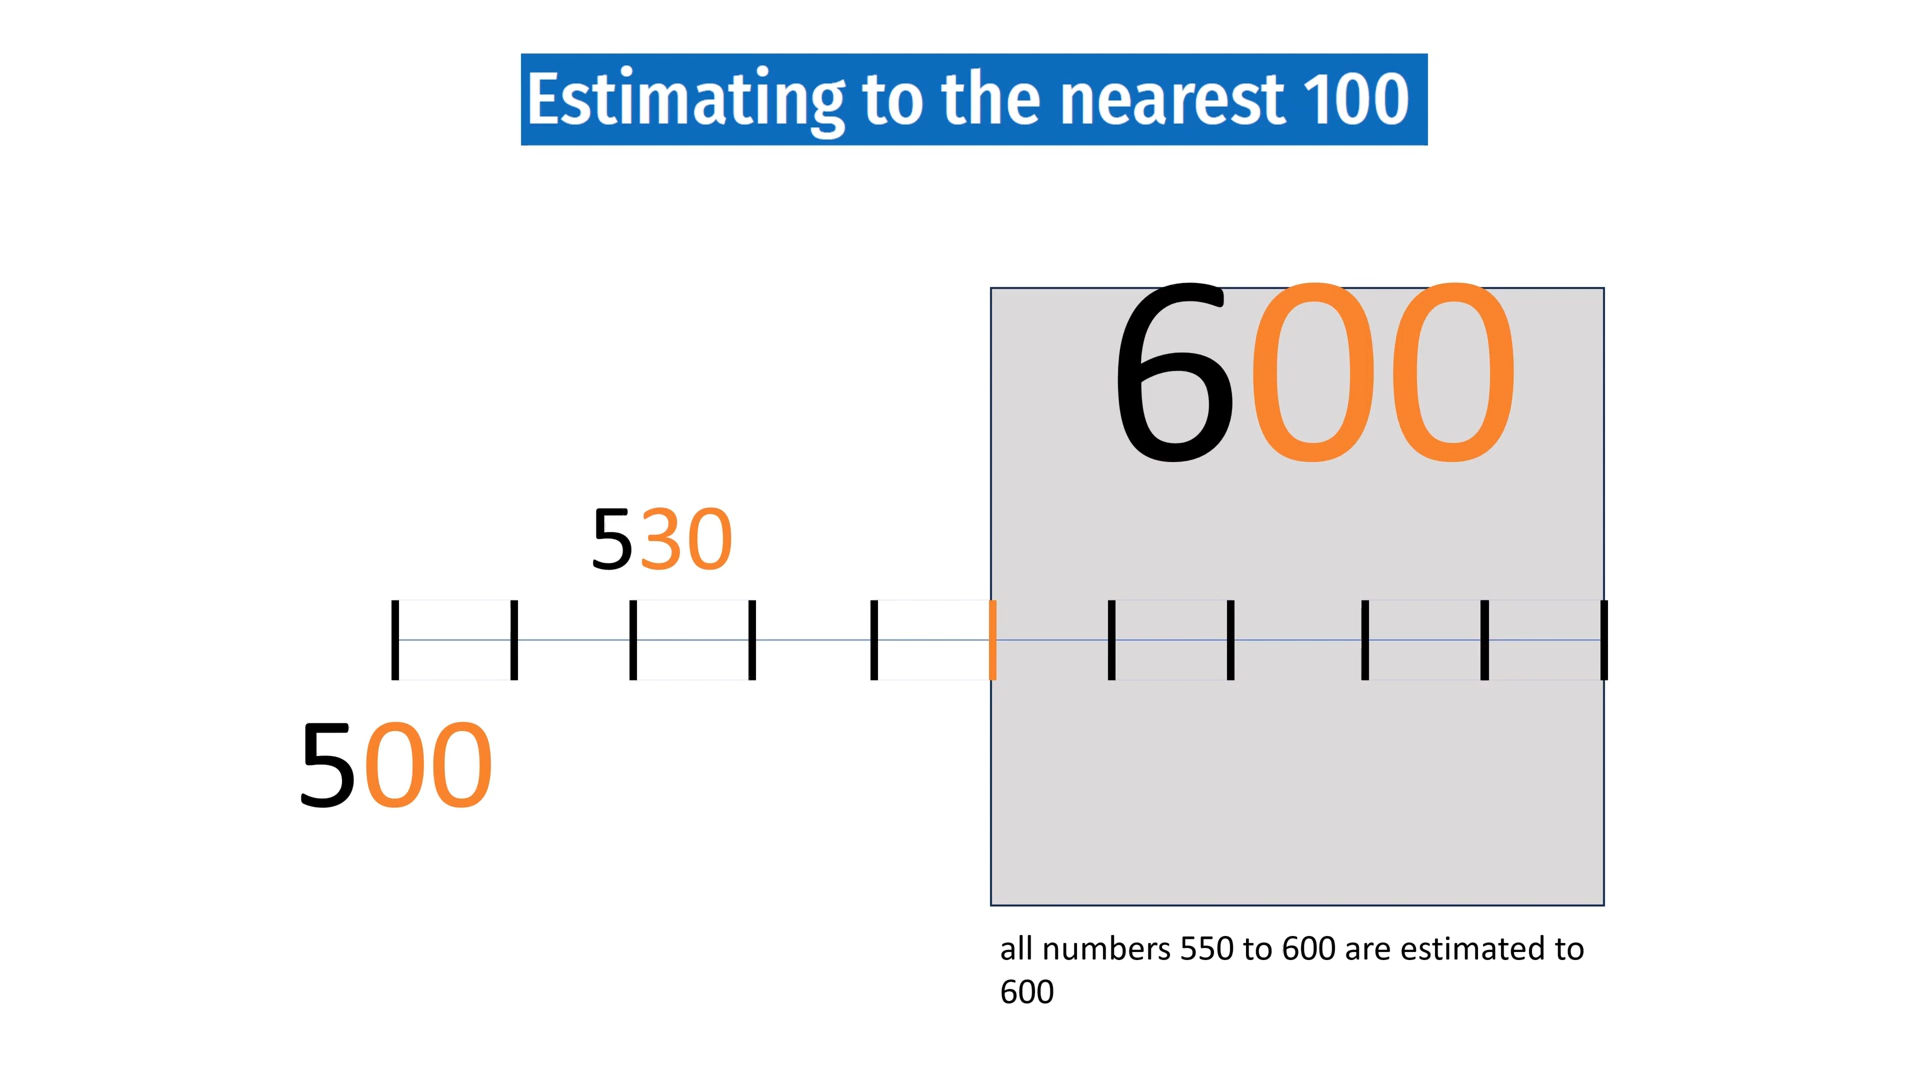 Estimating to the nearest 100
600
530
500
all numbers 550 to 600 are estimated to
600